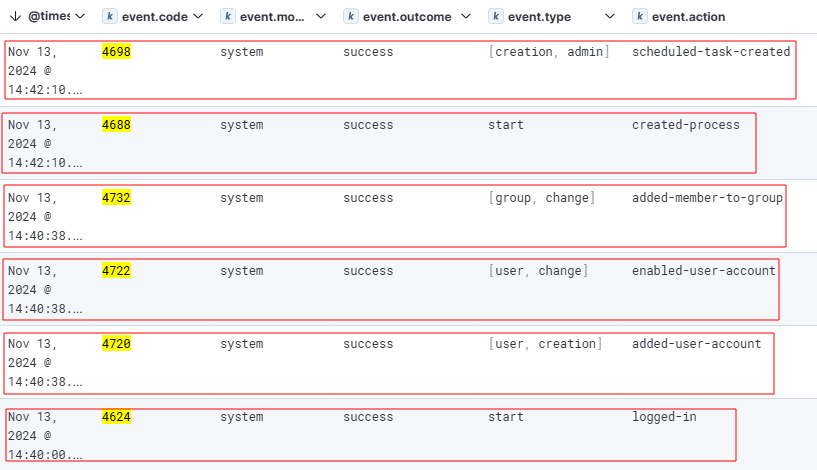 @times event.code event.mo... event.outcome event.type event.action
Nov 13, 4698 system success [creation, admin] scheduled-task-created
2024 @
14:42:10....
Nov 13, 4688 system success start created-process
2024 @
14:42:10....
Nov 13, 4732 system success [group, change] added-member-to-group
2024 @
14:40:38....
Nov 13, 4722 system success [user, change] enabled-user-account
2024 @
14:40:38....
Nov 13, 4720 system success [user, creation] added-user-account
2024 @
14:40:38....
Nov 13, 4624 system success start logged-in
2024 @
14:40:00....